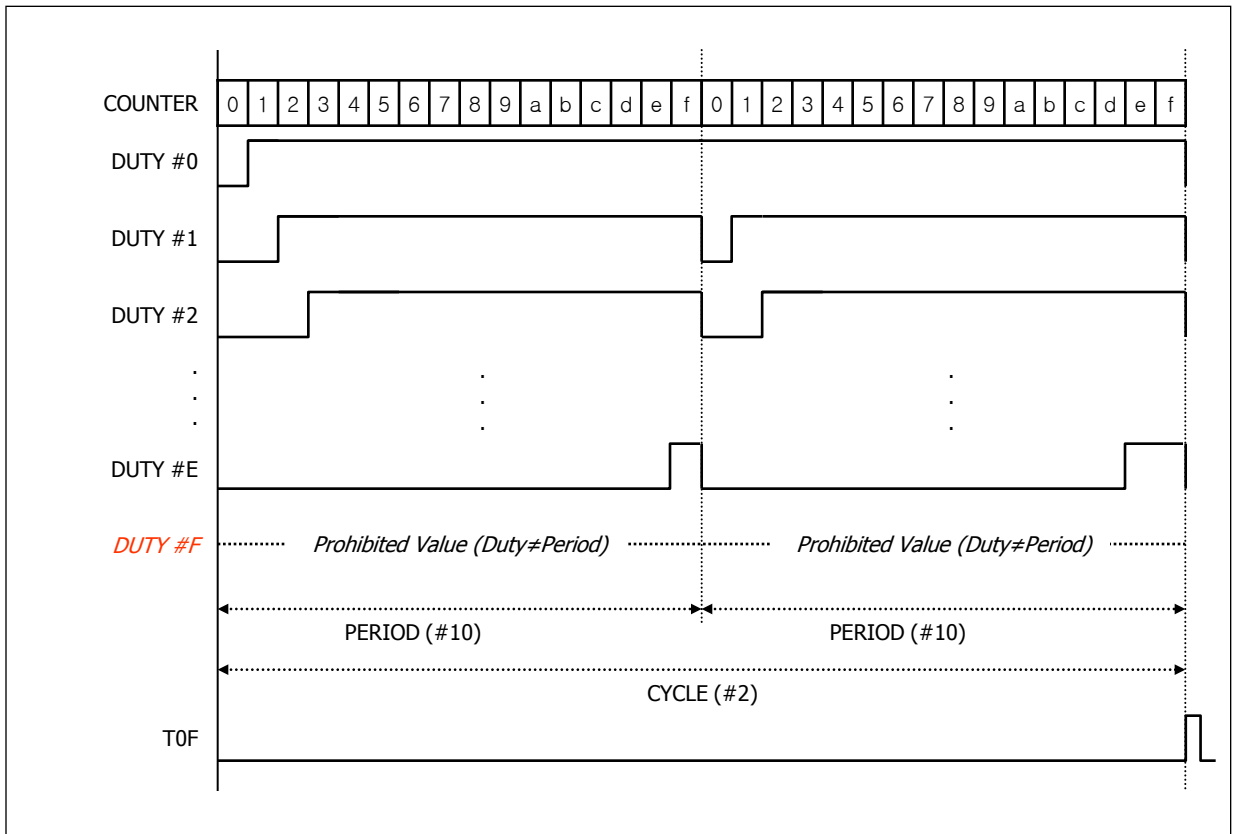 COUNTER 0 1 2 3 4 5 6 7 8 9 a b c d e f 0 1 2 3 4 5 6 7 8 9 a b c d e f
DUTY #0
DUTY #1
DUTY #2
. . .
. . .
. . .
DUTY #E
DUTY #F Prohibited Value (Duty≠Period) Prohibited Value (Duty≠Period)
PERIOD (#10) PERIOD (#10)
CYCLE (#2)
T0F